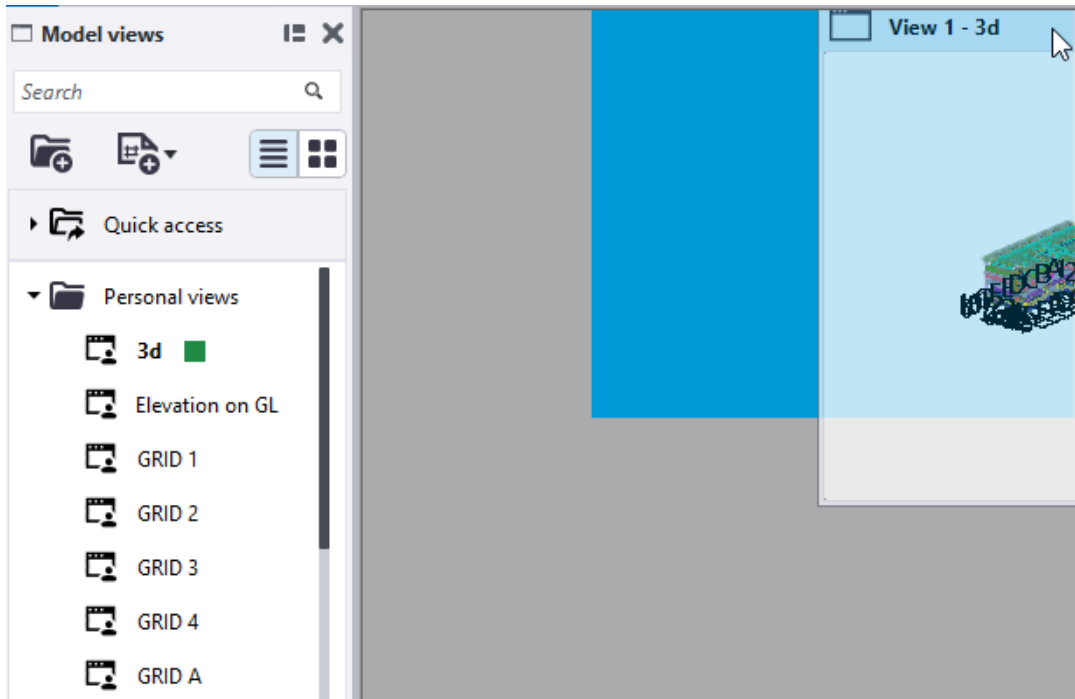 Model views
Search
Quick access
Personal views
3d
Elevation on GL
GRID 1
GRID 2
GRID 3
GRID 4
GRID A
View 1 - 3d